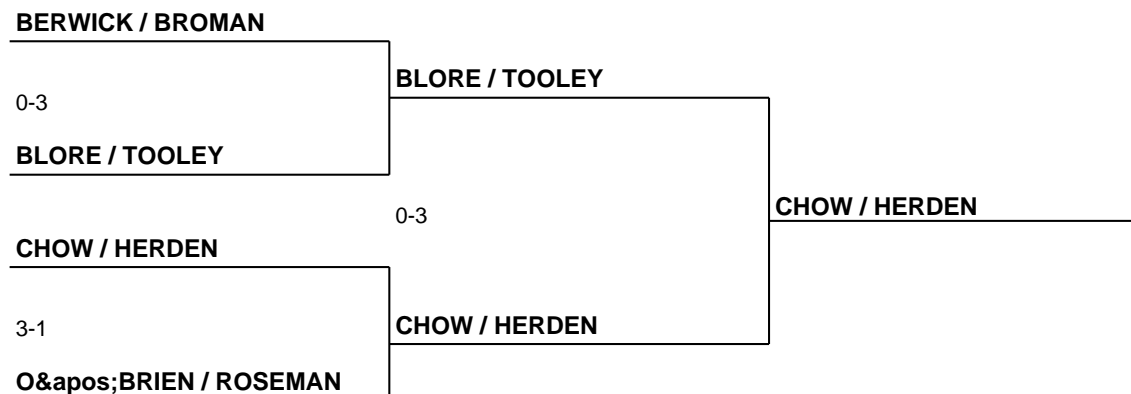 BERWICK / BROMAN
0-3
BLORE / TOOLEY
BLORE / TOOLEY
0-3
CHOW / HERDEN
CHOW / HERDEN
3-1
O&apos;BRIEN / ROSEMAN
CHOW / HERDEN